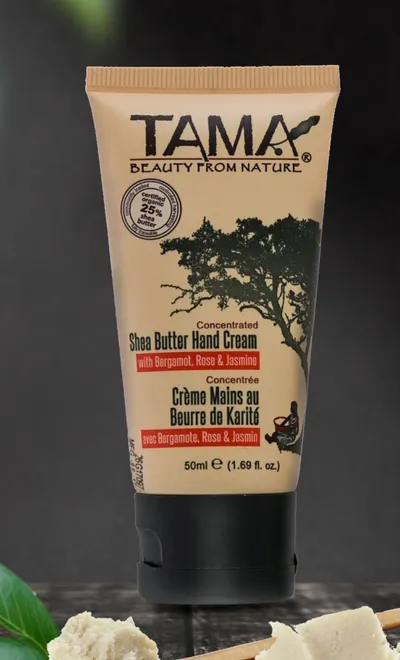 TAMA®
BEAUTY FROM NATURE
certified
organic
25%
shea
butter
Concentrated
Shea Butter Hand Cream
with Bergamot, Rose & Jasmine
Concentrée
Crème Mains au
Beurre de Karité
avec Bergamote, Rose & Jasmin
50ml ℮ (1.69 fl. oz.)